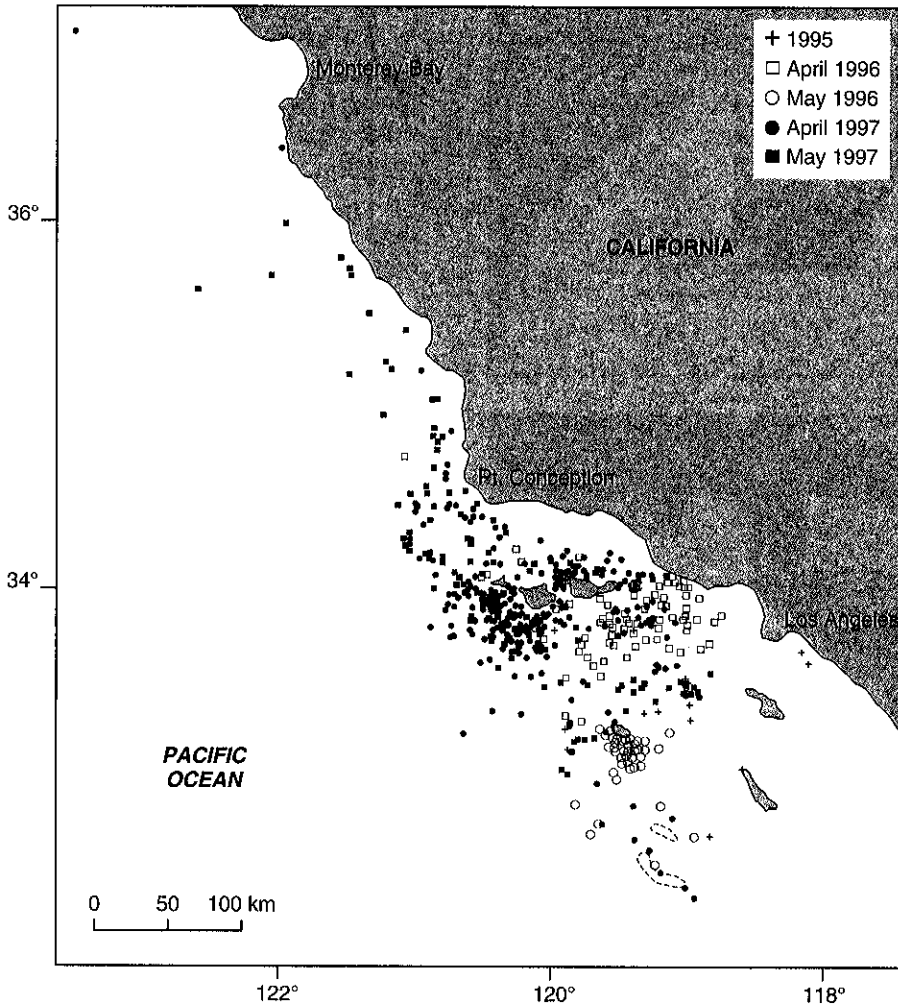 + 1995
□ April 1996
○ May 1996
● April 1997
■ May 1997
Monterey Bay
36°
CALIFORNIA
Pt. Conception
34°
Los Angeles
PACIFIC
OCEAN
0 50 100 km
122° 120° 118°